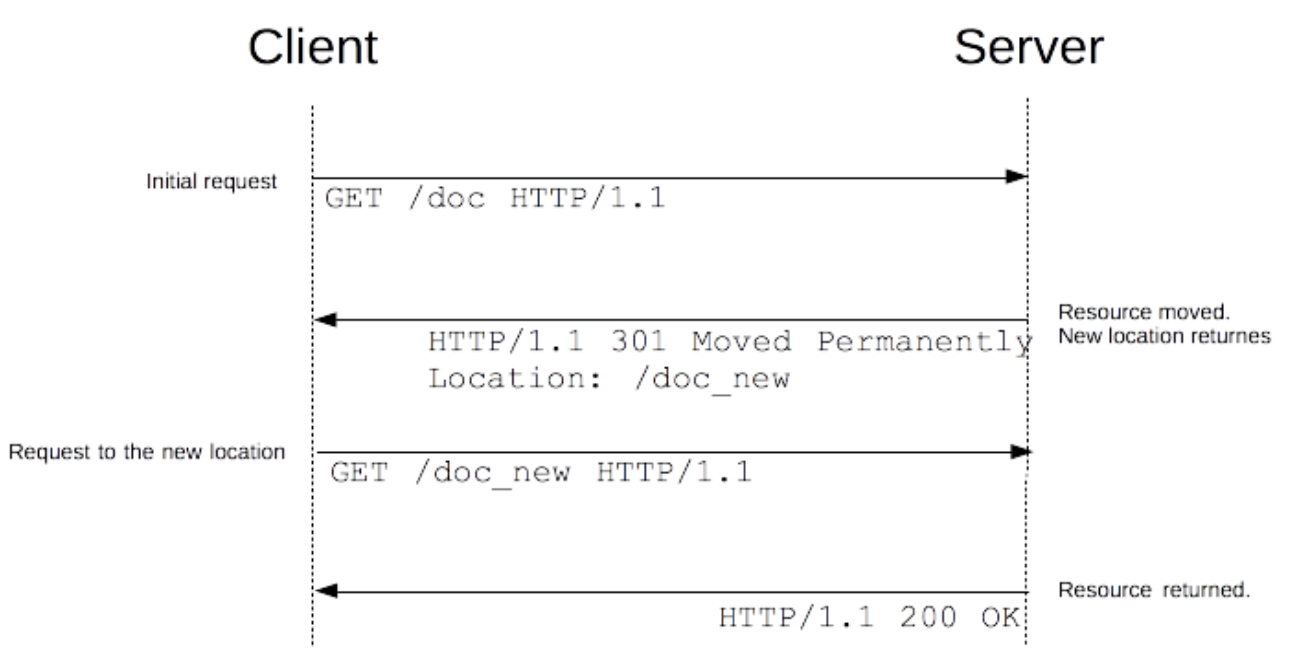 Client
Server
Initial request
GET /doc HTTP/1.1
Resource moved.
New location returnes
HTTP/1.1 301 Moved Permanently
Location: /doc_new
Request to the new location
GET /doc_new HTTP/1.1
Resource returned.
HTTP/1.1 200 OK